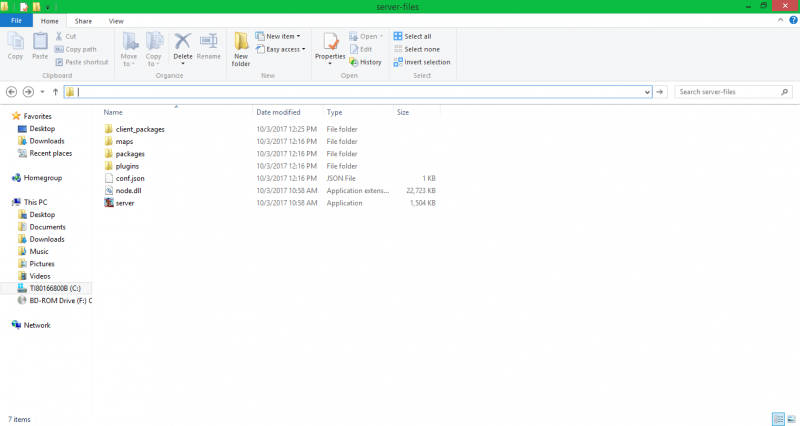 server-files
File Home Share View
Copy Paste Cut Copy path Paste shortcut Move to Copy to Delete Rename New folder New item Easy access Properties Open Edit History Select all Select none Invert selection
Clipboard Organize New Open Select
Search server-files
Name Date modified Type Size
Favorites
Desktop
Downloads
Recent places
Homegroup
This PC
Desktop
Documents
Downloads
Music
Pictures
Videos
TI80166800B (C:)
BD-ROM Drive (F:) C
Network
client_packages 10/3/2017 12:25 PM File folder
maps 10/3/2017 12:16 PM File folder
packages 10/3/2017 12:16 PM File folder
plugins 10/3/2017 12:16 PM File folder
conf.json 10/3/2017 12:16 PM JSON File 1 KB
node.dll 10/3/2017 10:58 AM Application extens... 22,723 KB
server 10/3/2017 10:58 AM Application 1,504 KB
7 items